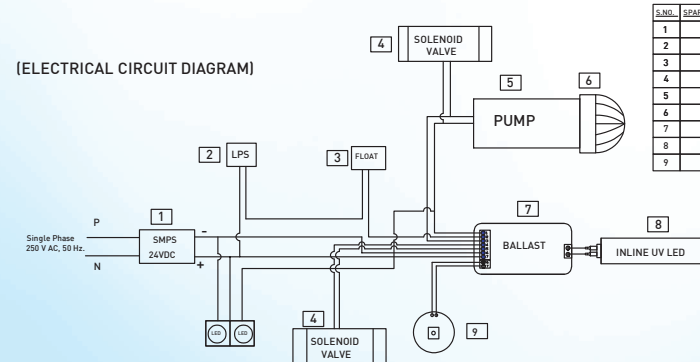 (ELECTRICAL CIRCUIT DIAGRAM)
4
SOLENOID
VALVE
5
6
PUMP
S.NO.
1
2
3
4
5
6
7
8
9
2
LPS
3
FLOAT
P
Single Phase
250 V AC, 50 Hz.
N
1
SMPS
24VDC
-
+
7
BALLAST
8
INLINE UV LED
LED
LED
4
SOLENOID
VALVE
9